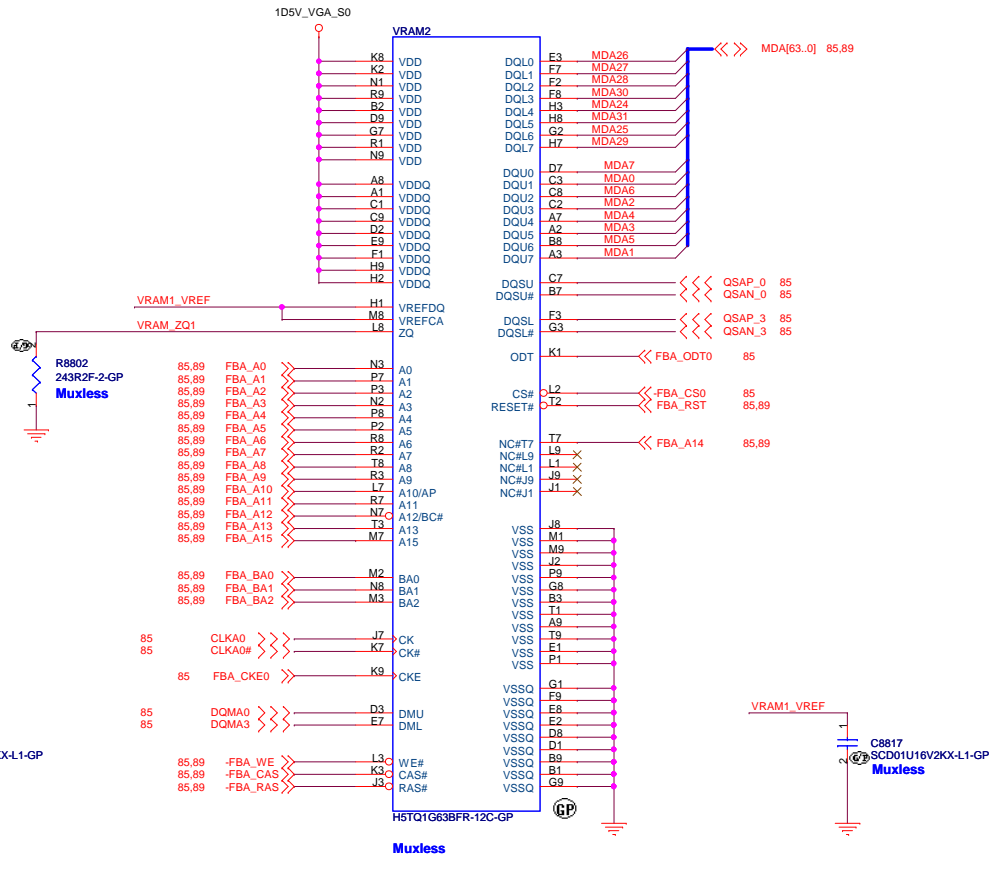 1D5V_VGA_S0
VRAM2
K8 VDD DQL0 E3 MDA26 MDA[63..0] 85,89
K2 VDD DQL1 F7 MDA27
N1 VDD DQL2 F2 MDA28
R9 VDD DQL3 F8 MDA30
B2 VDD DQL4 H3 MDA24
D9 VDD DQL5 H8 MDA31
G7 VDD DQL6 G2 MDA25
R1 VDD DQL7 H7 MDA29
N9 VDD
DQU0 D7 MDA7
A8 VDDQ DQU1 C3 MDA0
A1 VDDQ DQU2 C8 MDA6
C1 VDDQ DQU3 C2 MDA2
C9 VDDQ DQU4 A7 MDA4
D2 VDDQ DQU5 A2 MDA3
E9 VDDQ DQU6 B8 MDA5
F1 VDDQ DQU7 A3 MDA1
H9 VDDQ
H2 VDDQ DQSU C7 QSAP_0 85
DQSU# B7 QSAN_0 85
VRAM1_VREF H1 VREFDQ
M8 VREFCA DQSL F3 QSAP_3 85
VRAM_ZQ1 L8 ZQ DQSL# G3 QSAN_3 85
2
ODT K1 FBA_ODT0 85
R8802
243R2F-2-GP
Muxless
1
85,89 FBA_A0 N3 A0
85,89 FBA_A1 P7 A1
85,89 FBA_A2 P3 A2 CS# L2 -FBA_CS0 85
85,89 FBA_A3 N2 A3 RESET# T2 FBA_RST 85,89
85,89 FBA_A4 P8 A4
85,89 FBA_A5 P2 A5
85,89 FBA_A6 R8 A6 NC#T7 T7 FBA_A14 85,89
85,89 FBA_A7 R2 A7 NC#L9 L9
85,89 FBA_A8 T8 A8 NC#L1 L1
85,89 FBA_A9 R3 A9 NC#J9 J9
85,89 FBA_A10 L7 A10/AP NC#J1 J1
85,89 FBA_A11 R7 A11
85,89 FBA_A12 N7 A12/BC#
85,89 FBA_A13 T3 A13 VSS J8
85,89 FBA_A15 M7 A15 VSS M1
VSS M9
VSS J2
85,89 FBA_BA0 M2 BA0 VSS P9
85,89 FBA_BA1 N8 BA1 VSS G8
85,89 FBA_BA2 M3 BA2 VSS B3
VSS T1
VSS A9
85 CLKA0 J7 CK VSS T9
85 CLKA0# K7 CK# VSS E1
VSS P1
85 FBA_CKE0 K9 CKE
VSSQ G1
VSSQ F9
85 DQMA0 D3 DMU VSSQ E8
85 DQMA3 E7 DML VSSQ E2
VSSQ D8
VSSQ D1
85,89 -FBA_WE L3 WE# VSSQ B9
85,89 -FBA_CAS K3 CAS# VSSQ B1
85,89 -FBA_RAS J3 RAS# VSSQ G9
H5TQ1G63BFR-12C-GP
GP
Muxless
VRAM1_VREF
1
C8817
2
SCD01U16V2KX-L1-GP
Muxless
X-L1-GP